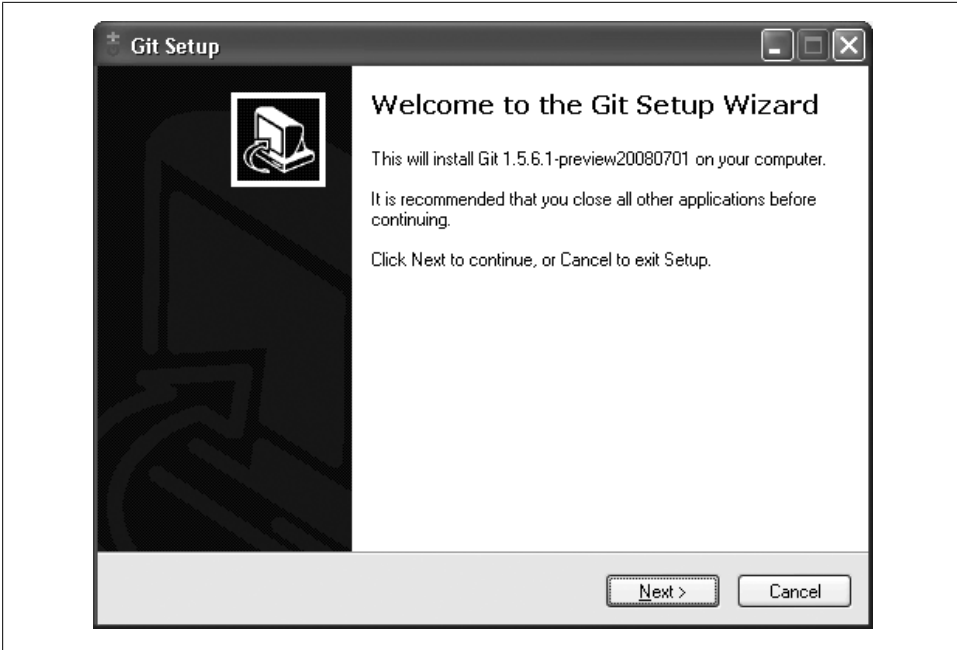 Git Setup
Welcome to the Git Setup Wizard
This will install Git 1.5.6.1-preview20080701 on your computer.
It is recommended that you close all other applications before
continuing.
Click Next to continue, or Cancel to exit Setup.
Next >
Cancel